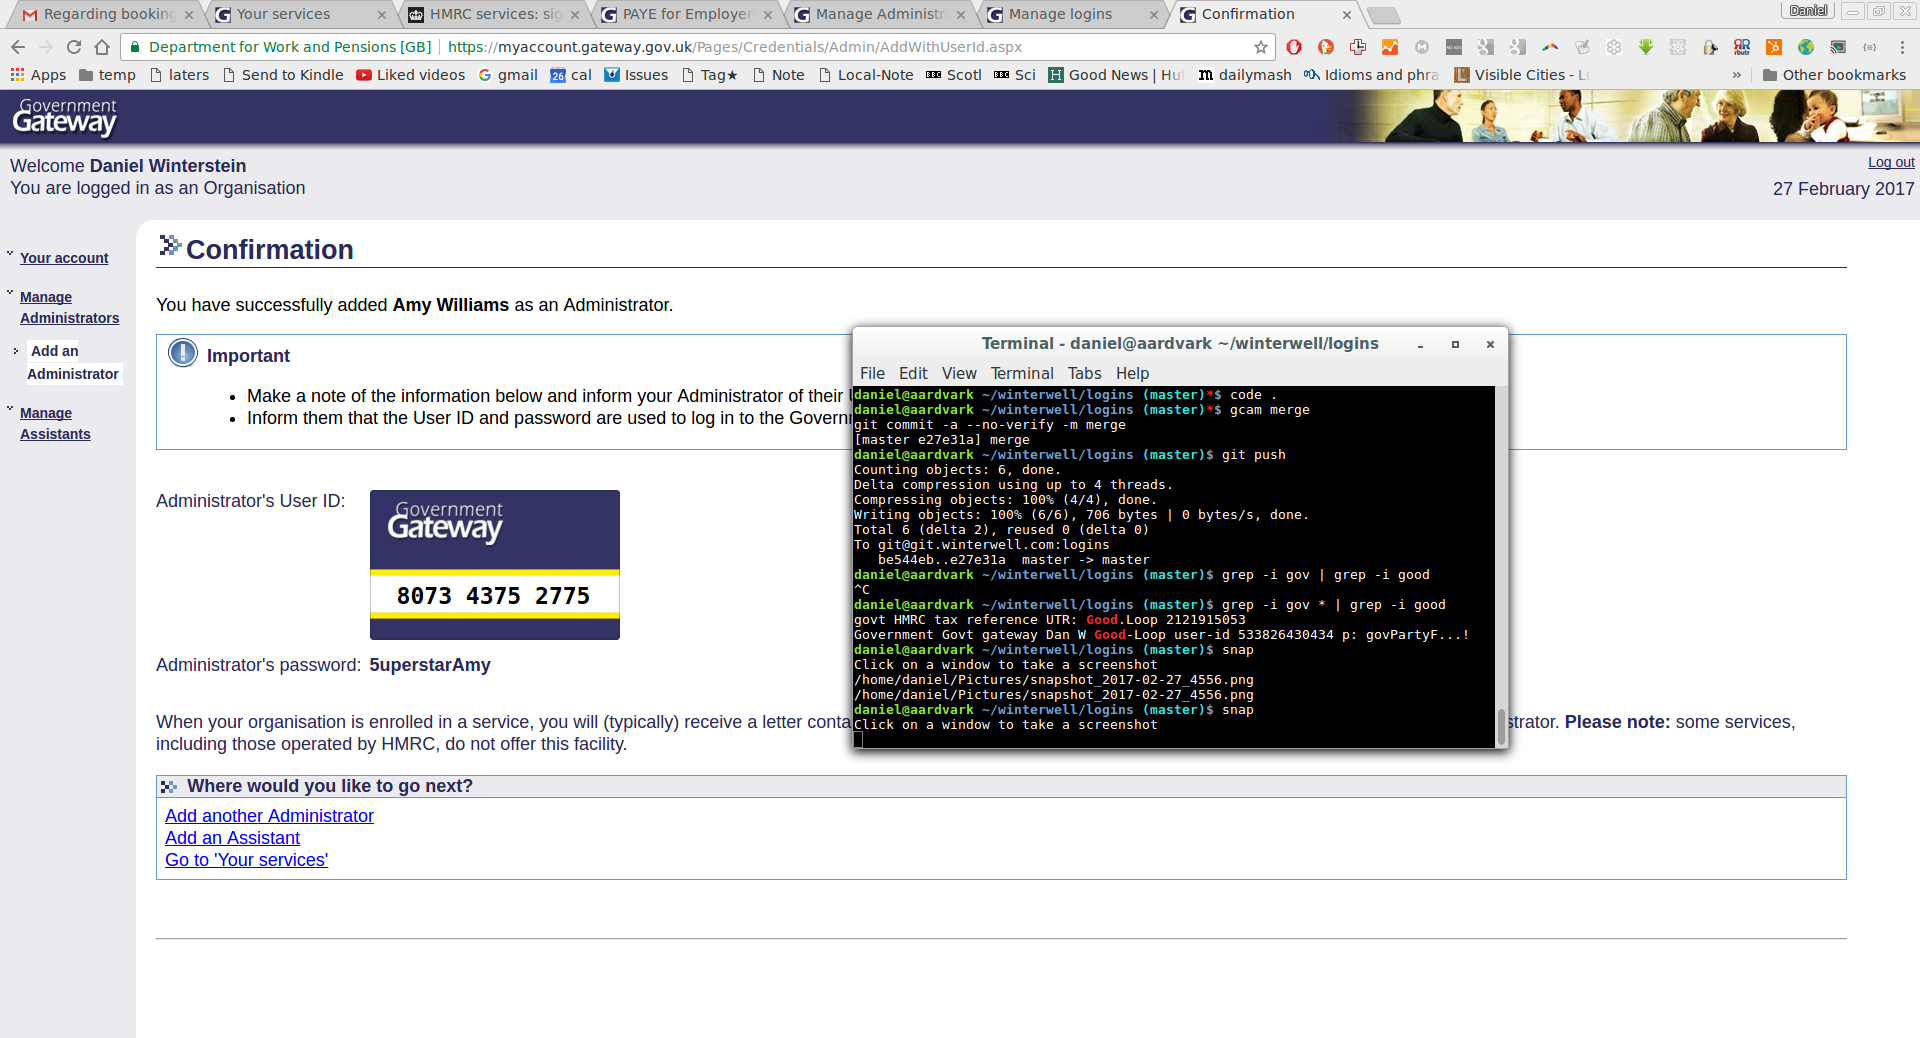 Regarding booking
Your services
HMRC services: sig
PAYE for Employer
Manage Administr
Manage logins
Confirmation
Daniel
Department for Work and Pensions [GB]
https://myaccount.gateway.gov.uk/Pages/Credentials/Admin/AddWithUserId.aspx
Apps
temp
laters
Send to Kindle
Liked videos
gmail
26 cal
Issues
Tag★
Note
Local-Note
BBC Scotl
BBC Sci
Good News | Huf
m dailymash
Idioms and phra
Visible Cities - Lu
»
Other bookmarks
Government
Gateway
Welcome Daniel Winterstein
You are logged in as an Organisation
Log out
27 February 2017
Your account
Manage
Administrators
Add an
Administrator
Manage
Assistants
Confirmation
You have successfully added Amy Williams as an Administrator.
Important
• Make a note of the information below and inform your Administrator of their
• Inform them that the User ID and password are used to log in to the Govern
Administrator's User ID:
Government
Gateway
8073 4375 2775
Administrator's password: 5uperstarAmy
When your organisation is enrolled in a service, you will (typically) receive a letter conta
strator. Please note: some services,
including those operated by HMRC, do not offer this facility.
Where would you like to go next?
Add another Administrator
Add an Assistant
Go to 'Your services'
Terminal - daniel@aardvark ~/winterwell/logins
File Edit View Terminal Tabs Help
daniel@aardvark ~/winterwell/logins (master)*$ code .
daniel@aardvark ~/winterwell/logins (master)*$ gcam merge
git commit -a --no-verify -m merge
[master e27e31a] merge
daniel@aardvark ~/winterwell/logins (master)$ git push
Counting objects: 6, done.
Delta compression using up to 4 threads.
Compressing objects: 100% (4/4), done.
Writing objects: 100% (6/6), 706 bytes | 0 bytes/s, done.
Total 6 (delta 2), reused 0 (delta 0)
To git@git.winterwell.com:logins
be544eb..e27e31a  master -> master
daniel@aardvark ~/winterwell/logins (master)$ grep -i gov | grep -i good
^C
daniel@aardvark ~/winterwell/logins (master)$ grep -i gov * | grep -i good
govt HMRC tax reference UTR: Good.Loop 2121915053
Government Govt gateway Dan W Good-Loop user-id 533826430434 p: govPartyF...!
daniel@aardvark ~/winterwell/logins (master)$ snap
Click on a window to take a screenshot
/home/daniel/Pictures/snapshot_2017-02-27_4556.png
/home/daniel/Pictures/snapshot_2017-02-27_4556.png
daniel@aardvark ~/winterwell/logins (master)$ snap
Click on a window to take a screenshot